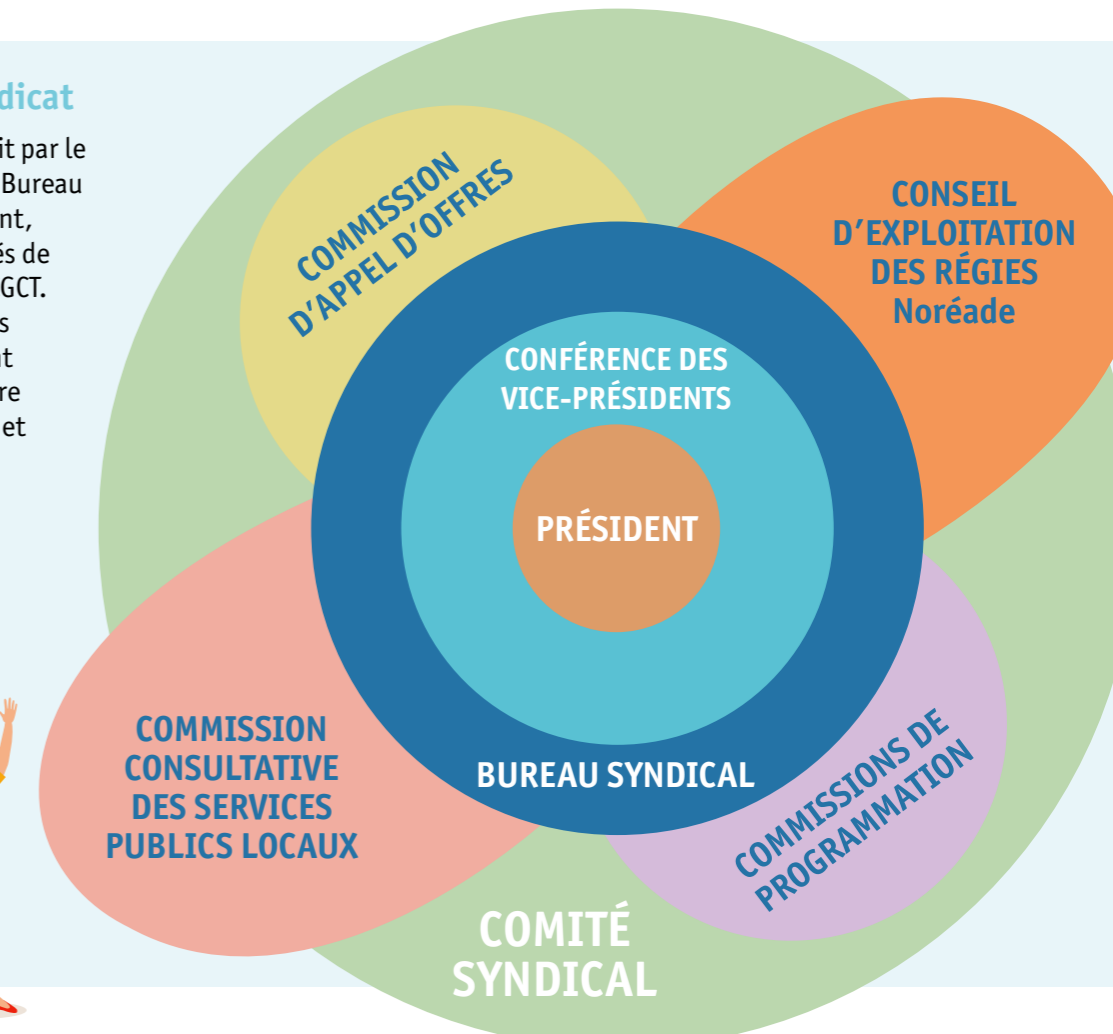 dicat
it par le
Bureau
nt,
és de
GCT.
s
nt
re
et
COMMISSION
D'APPEL D'OFFRES
CONSEIL
D'EXPLOITATION
DES RÉGIES
Noréade
CONFÉRENCE DES
VICE-PRÉSIDENTS
PRÉSIDENT
BUREAU SYNDICAL
COMMISSION
CONSULTATIVE
DES SERVICES
PUBLICS LOCAUX
COMMISSIONS DE
PROGRAMMATION
COMITÉ
SYNDICAL